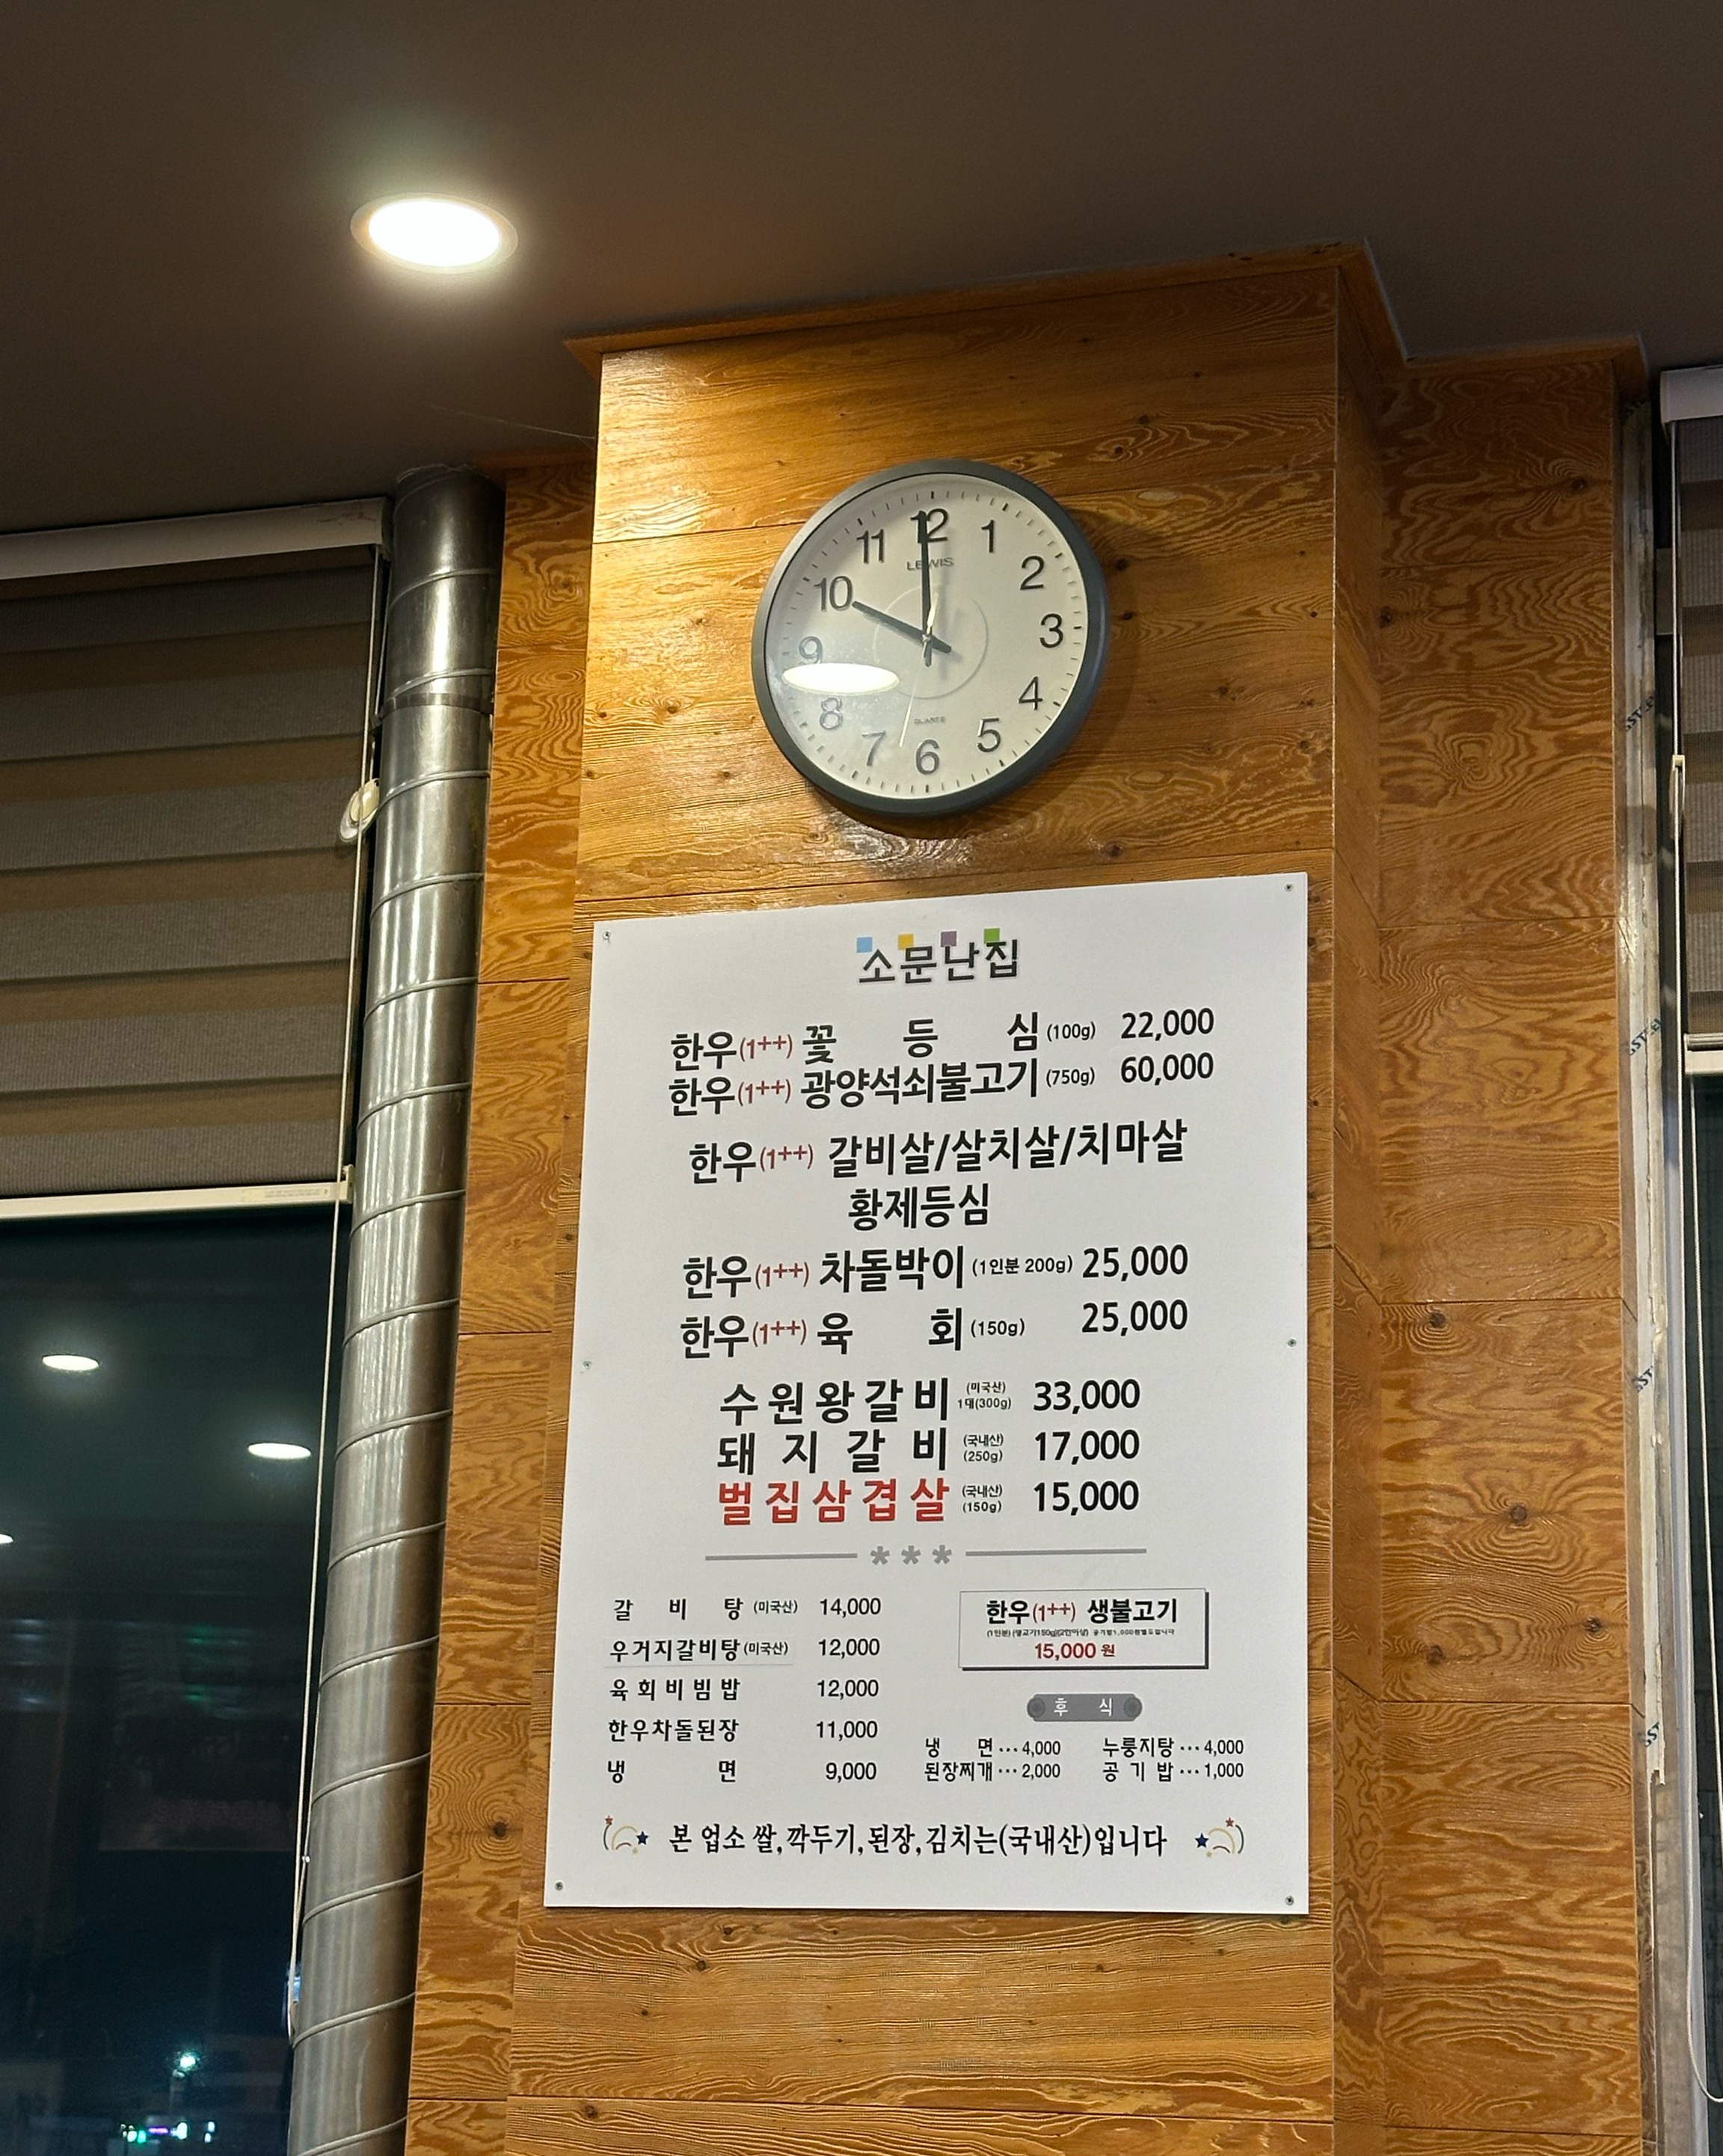 12
11 1
10 2
9 3
8 4
7 5
6
LEWIS
QUARTZ
소문난집
한우(1++) 꽃등심 (100g) 22,000
한우(1++) 광양석쇠불고기 (750g) 60,000
한우(1++) 갈비살/살치살/치마살
황제등심
한우(1++) 차돌박이 (1인분 200g) 25,000
한우(1++) 육회 (150g) 25,000
수원왕갈비 (미국산) 1대(300g) 33,000
돼지갈비 (국내산) (250g) 17,000
벌집삼겹살 (국내산) (150g) 15,000
***
갈비탕 (미국산) 14,000
우거지갈비탕 (미국산) 12,000
육회비빔밥 12,000
한우차돌된장 11,000
냉면 9,000
한우(1++) 생불고기
15,000 원
후식
냉면 ··· 4,000 누룽지탕 ··· 4,000
된장찌개 ··· 2,000 공기밥 ··· 1,000
본 업소 쌀,깍두기,된장,김치는(국내산)입니다